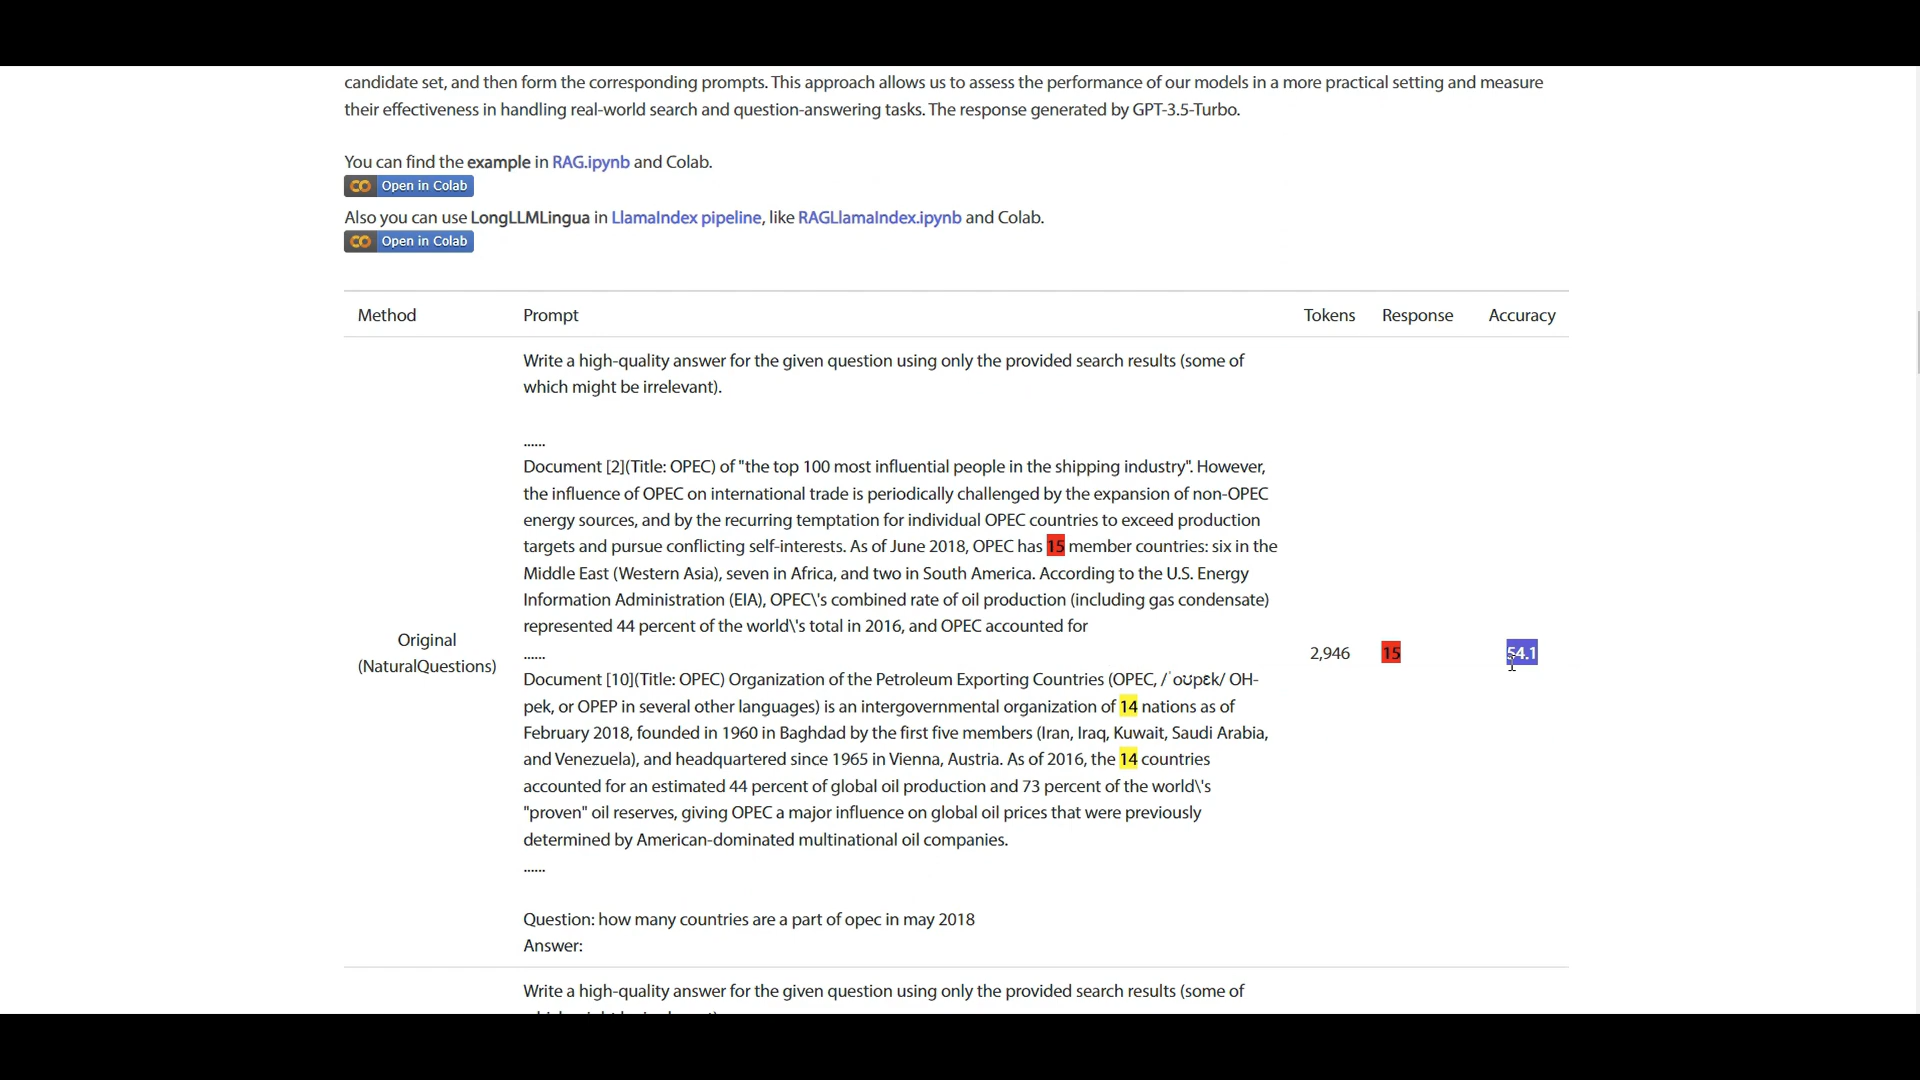 candidate set, and then form the corresponding prompts. This approach allows us to assess the performance of our models in a more practical setting and measure
their effectiveness in handling real-world search and question-answering tasks. The response generated by GPT-3.5-Turbo.
You can find the example in RAG.ipynb and Colab.
Open in Colab
Also you can use LongLLMLingua in LlamaIndex pipeline, like RAGLlamaIndex.ipynb and Colab.
Open in Colab
Method Prompt Tokens Response Accuracy
Write a high-quality answer for the given question using only the provided search results (some of
which might be irrelevant).
......
Document [2](Title: OPEC) of "the top 100 most influential people in the shipping industry". However,
the influence of OPEC on international trade is periodically challenged by the expansion of non-OPEC
energy sources, and by the recurring temptation for individual OPEC countries to exceed production
targets and pursue conflicting self-interests. As of June 2018, OPEC has 15 member countries: six in the
Middle East (Western Asia), seven in Africa, and two in South America. According to the U.S. Energy
Information Administration (EIA), OPEC\'s combined rate of oil production (including gas condensate)
represented 44 percent of the world\'s total in 2016, and OPEC accounted for
......
Original
(NaturalQuestions)
2,946 15 54.1
Document [10](Title: OPEC) Organization of the Petroleum Exporting Countries (OPEC, /ˈoʊpɛk/ OH-
pek, or OPEP in several other languages) is an intergovernmental organization of 14 nations as of
February 2018, founded in 1960 in Baghdad by the first five members (Iran, Iraq, Kuwait, Saudi Arabia,
and Venezuela), and headquartered since 1965 in Vienna, Austria. As of 2016, the 14 countries
accounted for an estimated 44 percent of global oil production and 73 percent of the world\'s
"proven" oil reserves, giving OPEC a major influence on global oil prices that were previously
determined by American-dominated multinational oil companies.
......
Question: how many countries are a part of opec in may 2018
Answer:
Write a high-quality answer for the given question using only the provided search results (some of